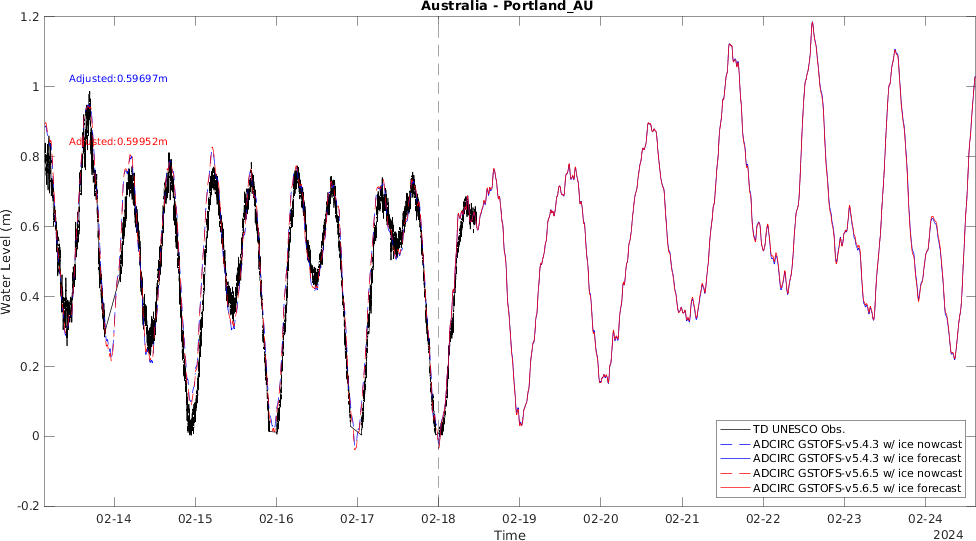 Australia - Portland_AU
Adjusted:0.59697m
Adjusted:0.59952m
Water Level (m)
1.2
1
0.8
0.6
0.4
0.2
0
-0.2
TD UNESCO Obs.
ADCIRC GSTOFS-v5.4.3 w/ ice nowcast
ADCIRC GSTOFS-v5.4.3 w/ ice forecast
ADCIRC GSTOFS-v5.6.5 w/ ice nowcast
ADCIRC GSTOFS-v5.6.5 w/ ice forecast
02-14 02-15 02-16 02-17 02-18 02-19 02-20 02-21 02-22 02-23 02-24
Time
2024